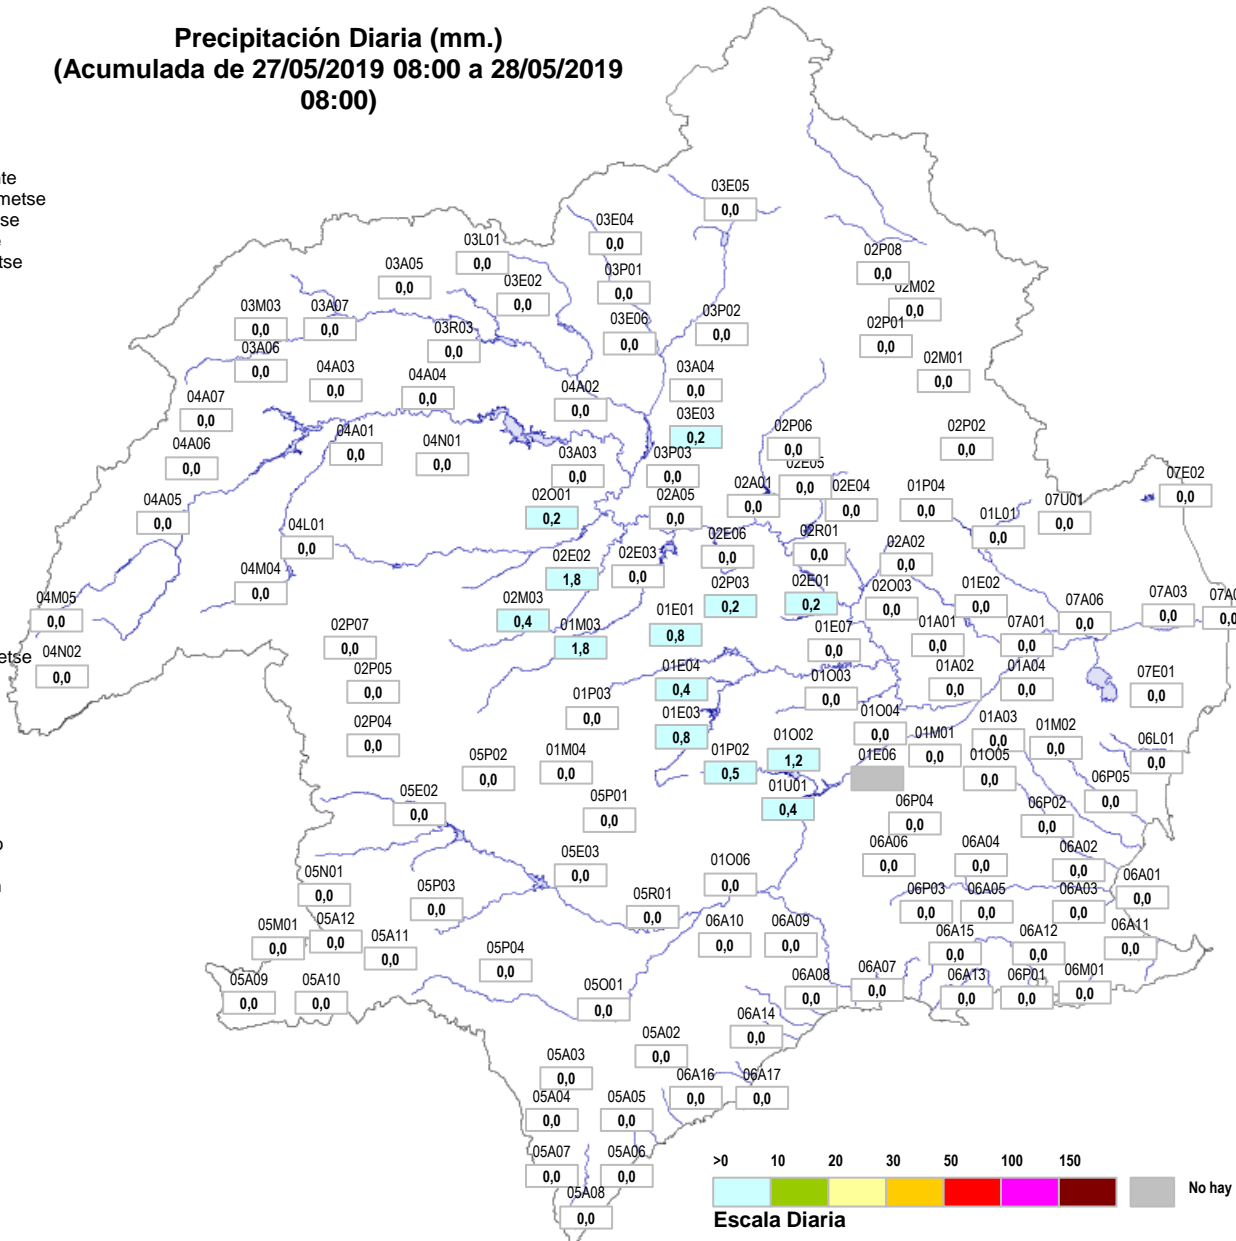 Precipitación Diaria (mm.)
(Acumulada de 27/05/2019 08:00 a 28/05/2019
08:00)
nte
metse
se
e
tse
03E05
0,0
03E04
0,0
03L01
0,0
03P01
0,0
02P08
0,0
03A05
0,0
03E02
0,0
02M02
0,0
03M03
0,0
03A07
0,0
03R03
0,0
03E06
0,0
03P02
0,0
02P01
0,0
03A06
0,0
04A03
0,0
04A04
0,0
03A04
0,0
02M01
0,0
04A07
0,0
04A02
0,0
03E03
0,2
04A06
0,0
04A01
0,0
04N01
0,0
03A03
0,0
03P03
0,0
02P06
0,0
02P02
0,0
02E05
0,0
07E02
0,0
04A05
0,0
02O01
0,2
02A05
0,0
02A01
0,0
02E04
0,0
01P04
0,0
01L01
0,0
07U01
0,0
04L01
0,0
02E06
0,0
02R01
0,0
02A02
0,0
02E02
1,8
02E03
0,0
04M04
0,0
02P03
0,2
02E01
0,2
02O03
0,0
01E02
0,0
07A06
0,0
07A03
0,0
07A0
0,0
04M05
0,0
02M03
0,4
01M03
1,8
01E01
0,8
01E07
0,0
01A01
0,0
07A01
0,0
02P07
0,0
etse
04N02
0,0
02P05
0,0
01E04
0,4
01O03
0,0
01A02
0,0
01A04
0,0
07E01
0,0
01P03
0,0
01E03
0,8
01O04
0,0
01A03
0,0
01M02
0,0
02P04
0,0
01M01
0,0
06L01
0,0
05P02
0,0
01M04
0,0
01P02
0,5
01O02
1,2
01E06
01O05
0,0
06P05
0,0
05E02
0,0
05P01
0,0
01U01
0,4
06P04
0,0
06P02
0,0
o
05E03
0,0
01O06
0,0
06A06
0,0
06A04
0,0
06A02
0,0
n
05N01
0,0
05P03
0,0
05R01
0,0
06P03
0,0
06A05
0,0
06A03
0,0
06A01
0,0
05M01
0,0
05A12
0,0
05A11
0,0
06A10
0,0
06A09
0,0
06A15
0,0
06A12
0,0
06A11
0,0
05P04
0,0
05A09
0,0
05A10
0,0
05O01
0,0
06A08
0,0
06A07
0,0
06A13
0,0
06P01
0,0
06M01
0,0
06A14
0,0
05A02
0,0
05A03
0,0
06A16
0,0
06A17
0,0
05A04
0,0
05A05
0,0
05A07
0,0
05A06
0,0
05A08
0,0
>0 10 20 30 50 100 150
No hay
Escala Diaria